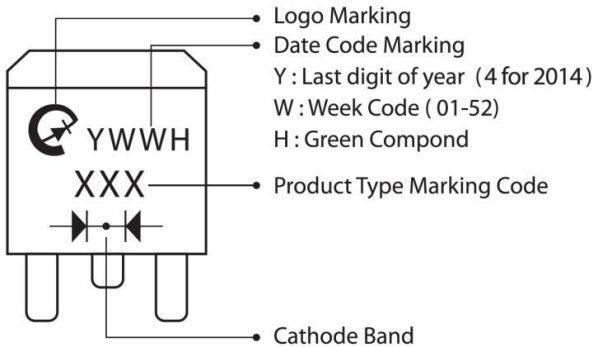 Logo Marking
Date Code Marking
Y : Last digit of year ( 4 for 2014 )
W : Week Code ( 01-52)
H : Green Compond
YWWH
XXX
Product Type Marking Code
Cathode Band